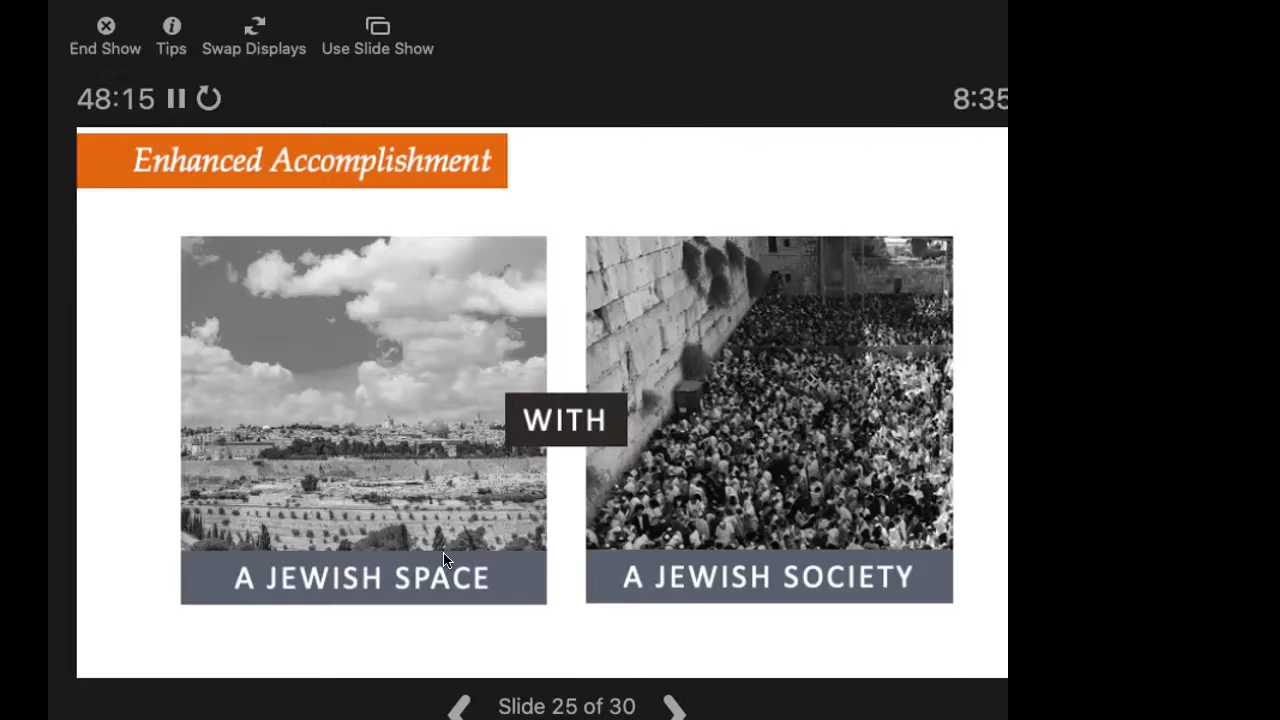 End Show Tips Swap Displays Use Slide Show
48:15 8:35
Enhanced Accomplishment
WITH
A JEWISH SPACE A JEWISH SOCIETY
Slide 25 of 30